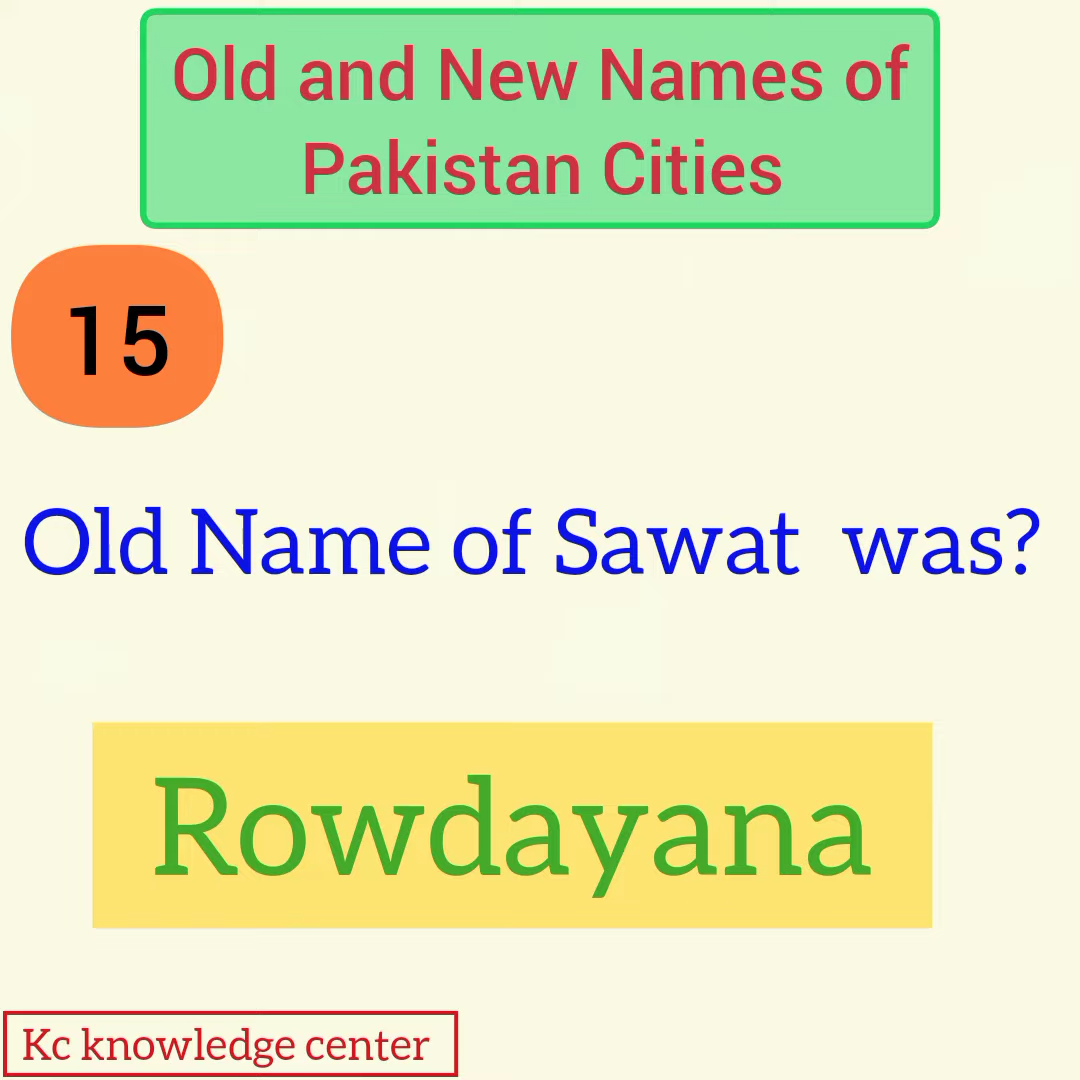 Old and New Names of
Pakistan Cities
15
Old Name of Sawat was?
Rowdayana
Kc knowledge center